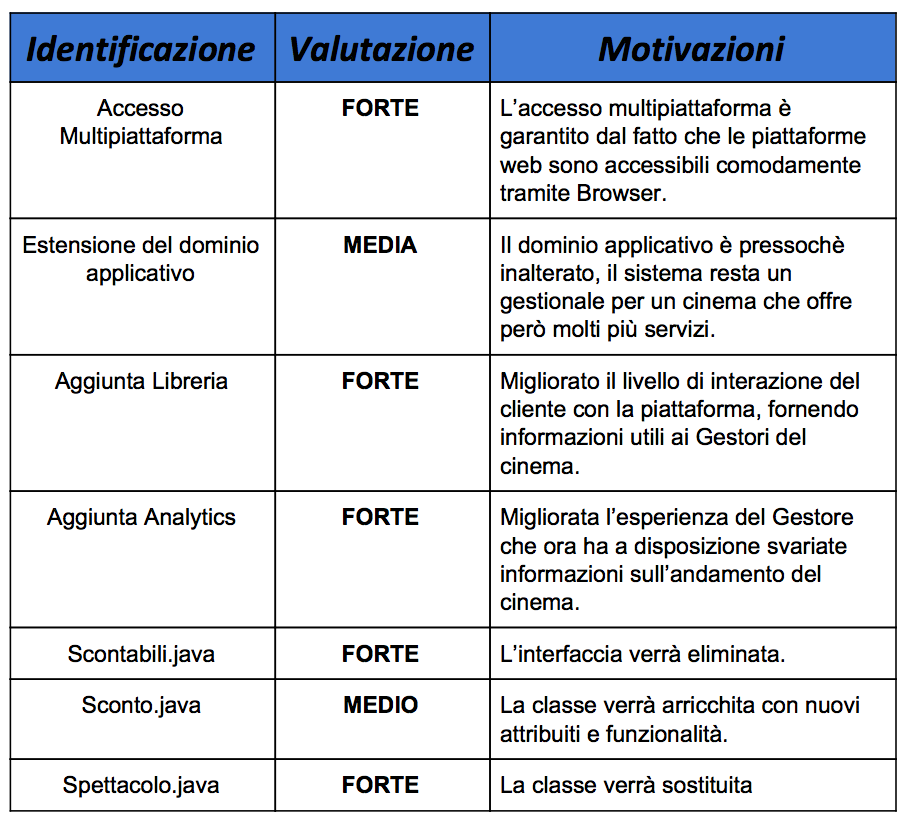 Identificazione Valutazione Motivazioni
Accesso FORTE L’accesso multipiattaforma è
Multipiattaforma garantito dal fatto che le piattaforme
web sono accessibili comodamente
tramite Browser.
Estensione del dominio MEDIA Il dominio applicativo è pressochè
applicativo inalterato, il sistema resta un
gestionale per un cinema che offre
però molti più servizi.
Aggiunta Libreria FORTE Migliorato il livello di interazione del
cliente con la piattaforma, fornendo
informazioni utili ai Gestori del
cinema.
Aggiunta Analytics FORTE Migliorata l’esperienza del Gestore
che ora ha a disposizione svariate
informazioni sull’andamento del
cinema.
Scontabili.java FORTE L’interfaccia verrà eliminata.
Sconto.java MEDIO La classe verrà arricchita con nuovi
attribuiti e funzionalità.
Spettacolo.java FORTE La classe verrà sostituita